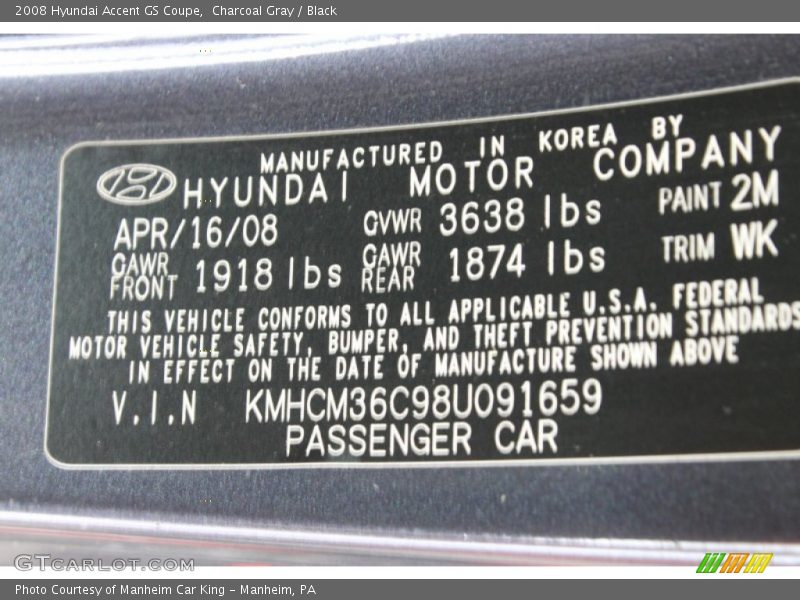 2008 Hyundai Accent GS Coupe,  Charcoal Gray / Black
MANUFACTURED IN KOREA BY
HYUNDAI MOTOR COMPANY
APR/16/08 GVWR 3638 lbs PAINT 2M
GAWR FRONT 1918 lbs GAWR REAR 1874 lbs TRIM WK
THIS VEHICLE CONFORMS TO ALL APPLICABLE U.S.A. FEDERAL
MOTOR VEHICLE SAFETY, BUMPER, AND THEFT PREVENTION STANDARDS
IN EFFECT ON THE DATE OF MANUFACTURE SHOWN ABOVE
V.I.N KMHCM36C98U091659
PASSENGER CAR
GTcarlot.com
Photo Courtesy of Manheim Car King - Manheim, PA